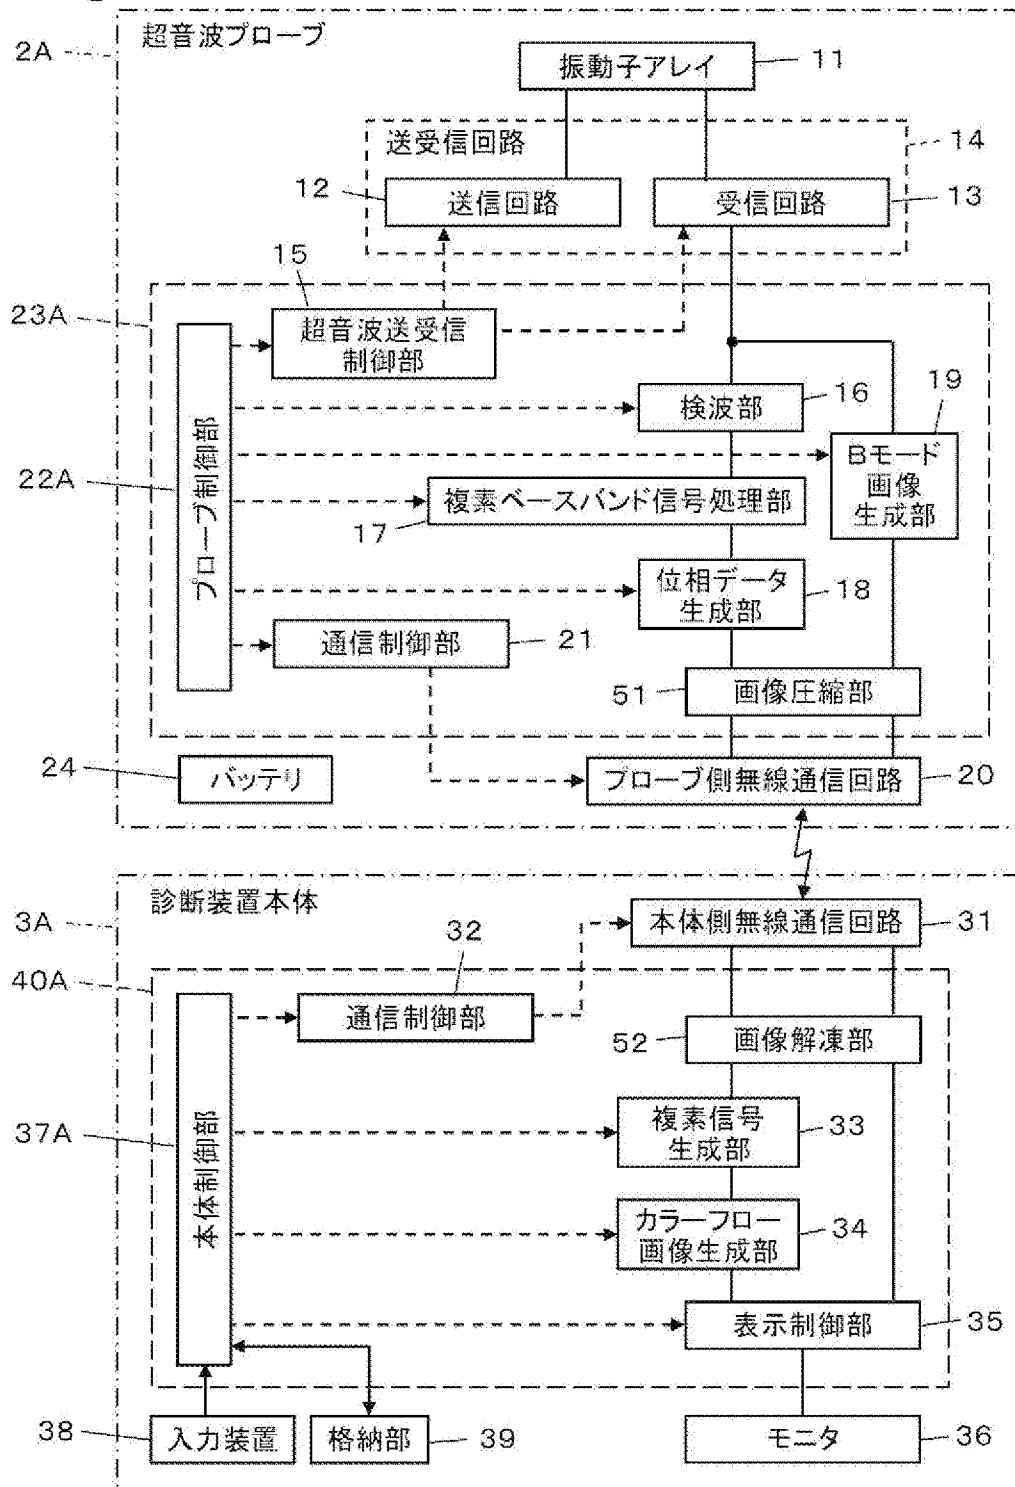 2A
超音波プローブ
振動子アレイ
11
送受信回路
14
12
送信回路
受信回路
13
15
23A
超音波送受信
制御部
19
検波部
16
プローブ制御部
22A
Bモード
画像
生成部
複素ベースバンド信号処理部
17
位相データ
生成部
18
通信制御部
21
51
画像圧縮部
24
バッテリ
プローブ側無線通信回路
20
診断装置本体
3A
32
本体側無線通信回路
31
40A
通信制御部
52
画像解凍部
37A
本体制御部
複素信号
生成部
33
カラーフロー
画像生成部
34
表示制御部
35
38
入力装置
格納部
39
モニタ
36